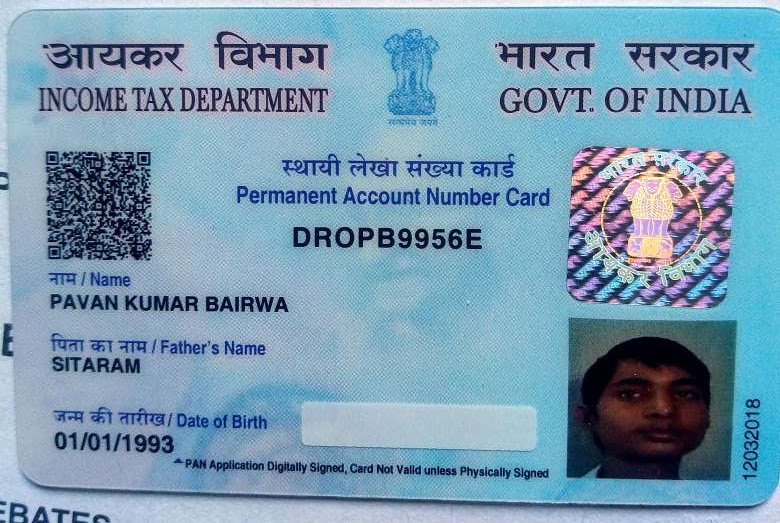 आयकर विभाग
INCOME TAX DEPARTMENT
सत्यमेव जयते
भारत सरकार
GOVT. OF INDIA
स्थायी लेखा संख्या कार्ड
Permanent Account Number Card
DROPB9956E
भारत सरकार
आयकर विभाग
नाम / Name
PAVAN KUMAR BAIRWA
पिता का नाम / Father's Name
SITARAM
जन्म की तारीख / Date of Birth
01/01/1993
PAN Application Digitally Signed, Card Not Valid unless Physically Signed
12032018
EBATES